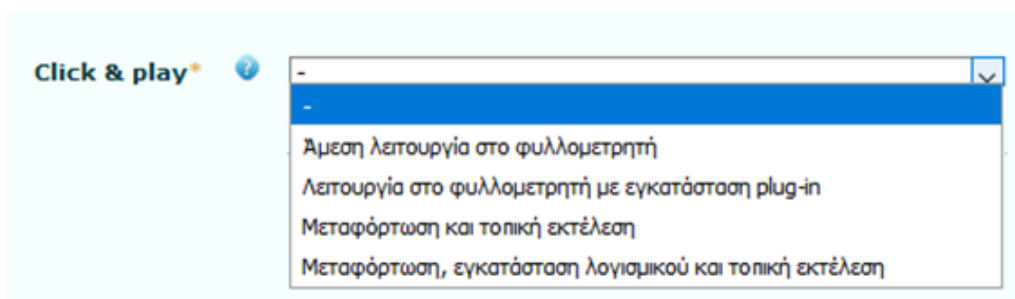 Click & play* ? -
-
Άμεση λειτουργία στο φυλλομετρητή
Λειτουργία στο φυλλομετρητή με εγκατάσταση plug-in
Μεταφόρτωση και τοπική εκτέλεση
Μεταφόρτωση, εγκατάσταση λογισμικού και τοπική εκτέλεση